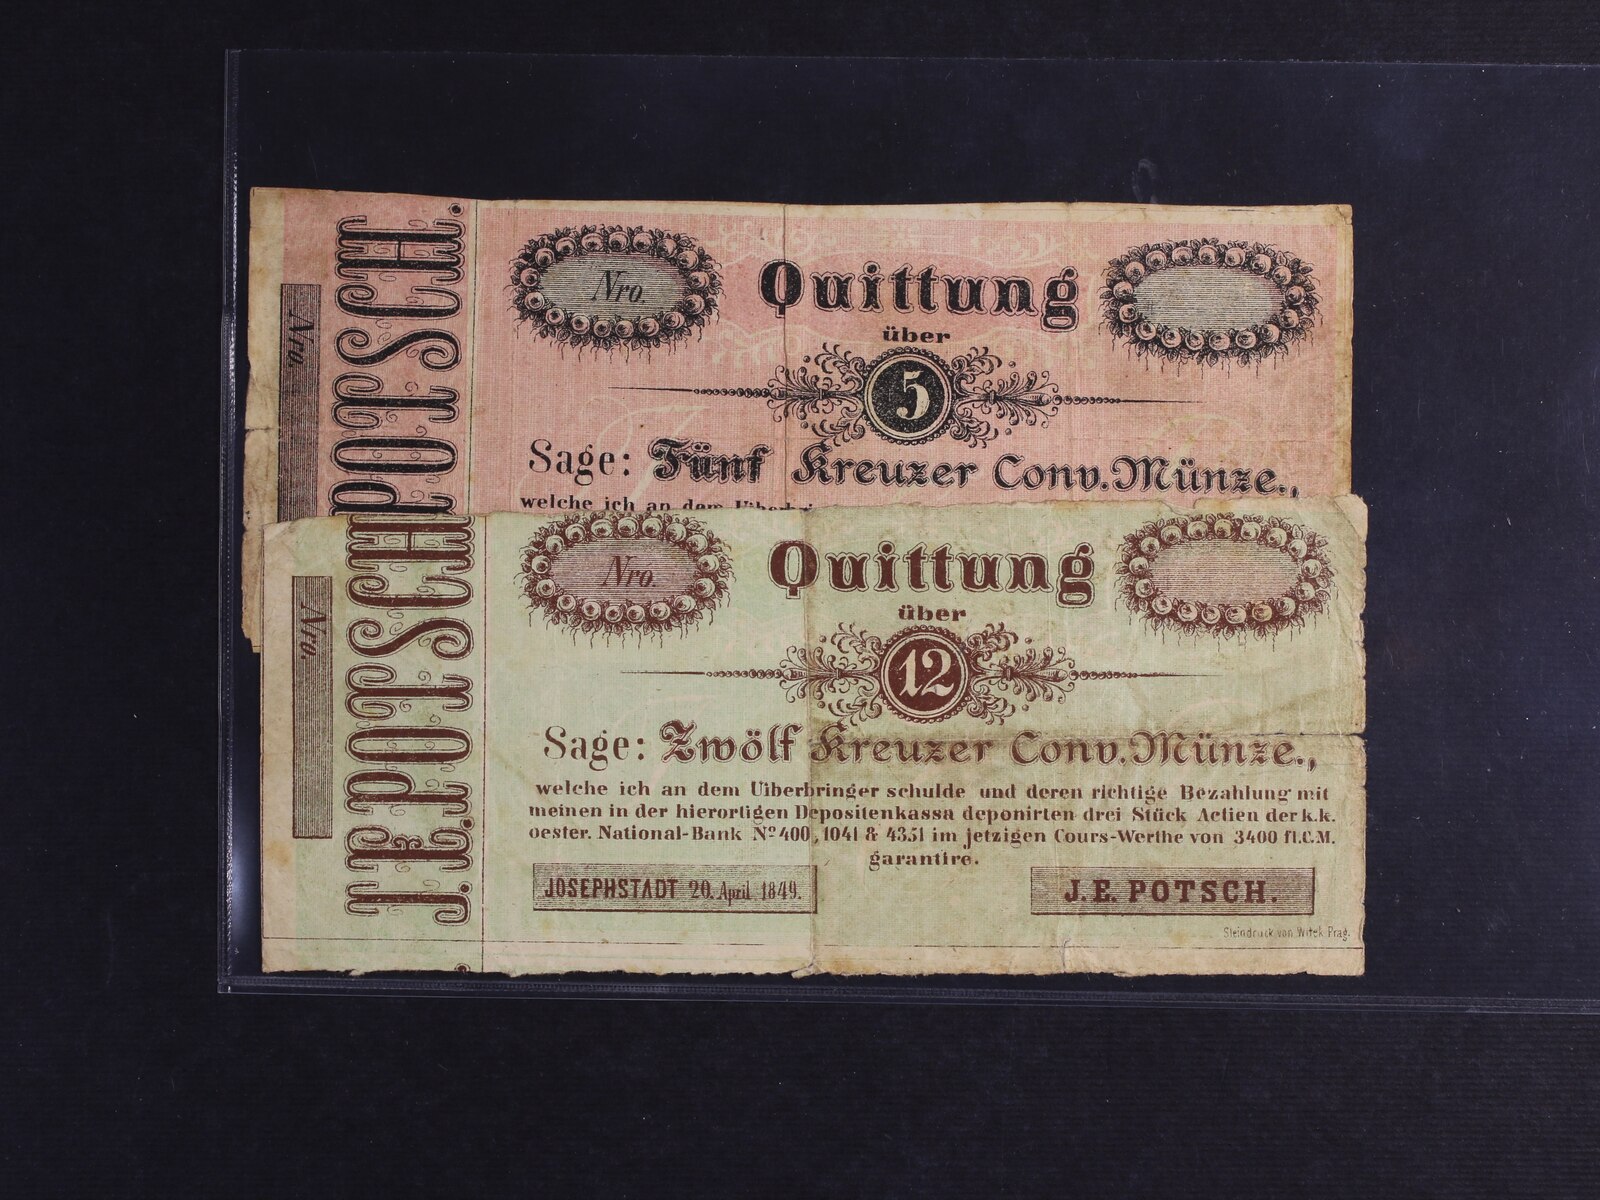 J. E. POTSCH.
Nro.
Nro.
Quittung
über
5
Sage: Fünf Kreuzer Conv. Münze.,
welche ich an dem Uiberbri
J. E. POTSCH.
Nro.
Nro.
Quittung
über
12
Sage: Zwölf Kreuzer Conv. Münze.,
welche ich an dem Uiberbringer schulde und deren richtige Bezahlung mit
meinen in der hierortigen Depositenkassa deponirten drei Stück Actien der k.k.
oester. National-Bank No 400, 1041 & 4351 im jetzigen Cours-Werthe von 3400 fl.C.M.
garantire.
JOSEPHSTADT 20. April 1849.
J. E. POTSCH.
Steindruck von Witek Prag.